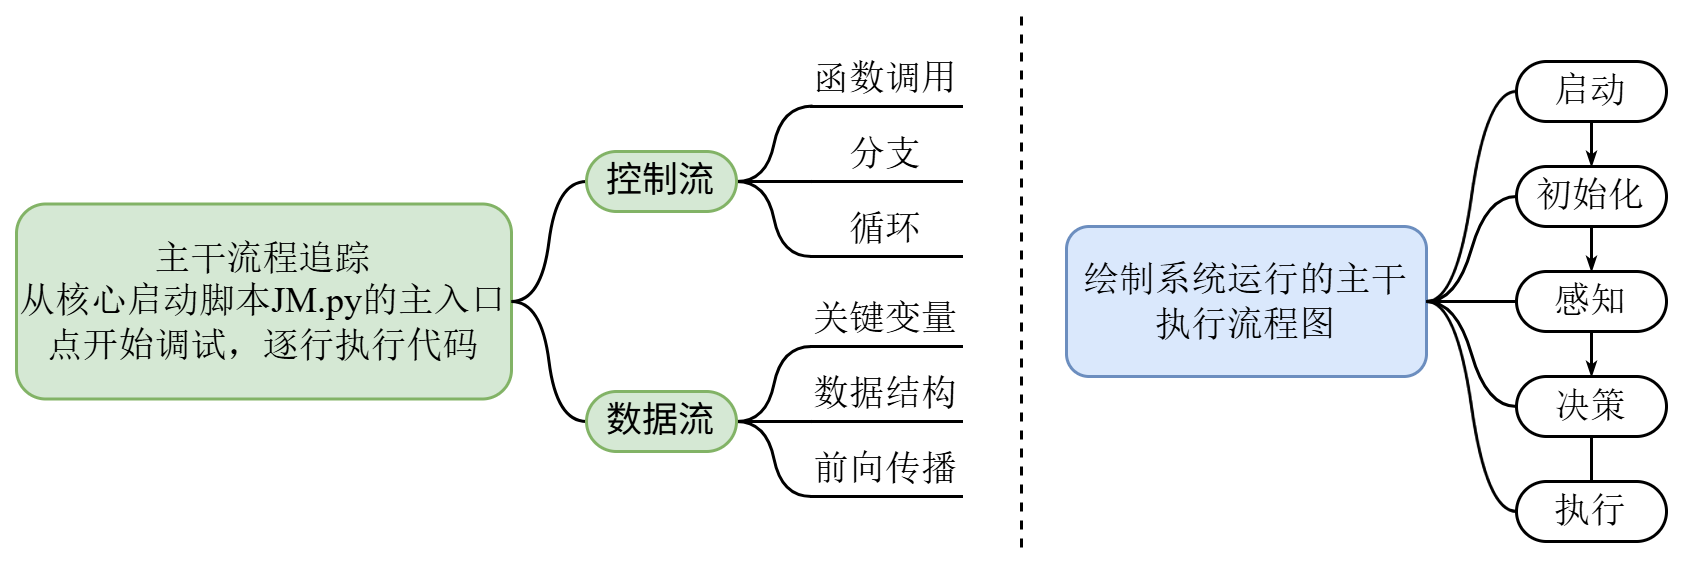 主干流程追踪
从核心启动脚本JM.py的主入口
点开始调试，逐行执行代码
控制流
函数调用
分支
循环
数据流
关键变量
数据结构
前向传播
绘制系统运行的主干
执行流程图
启动
初始化
感知
决策
执行